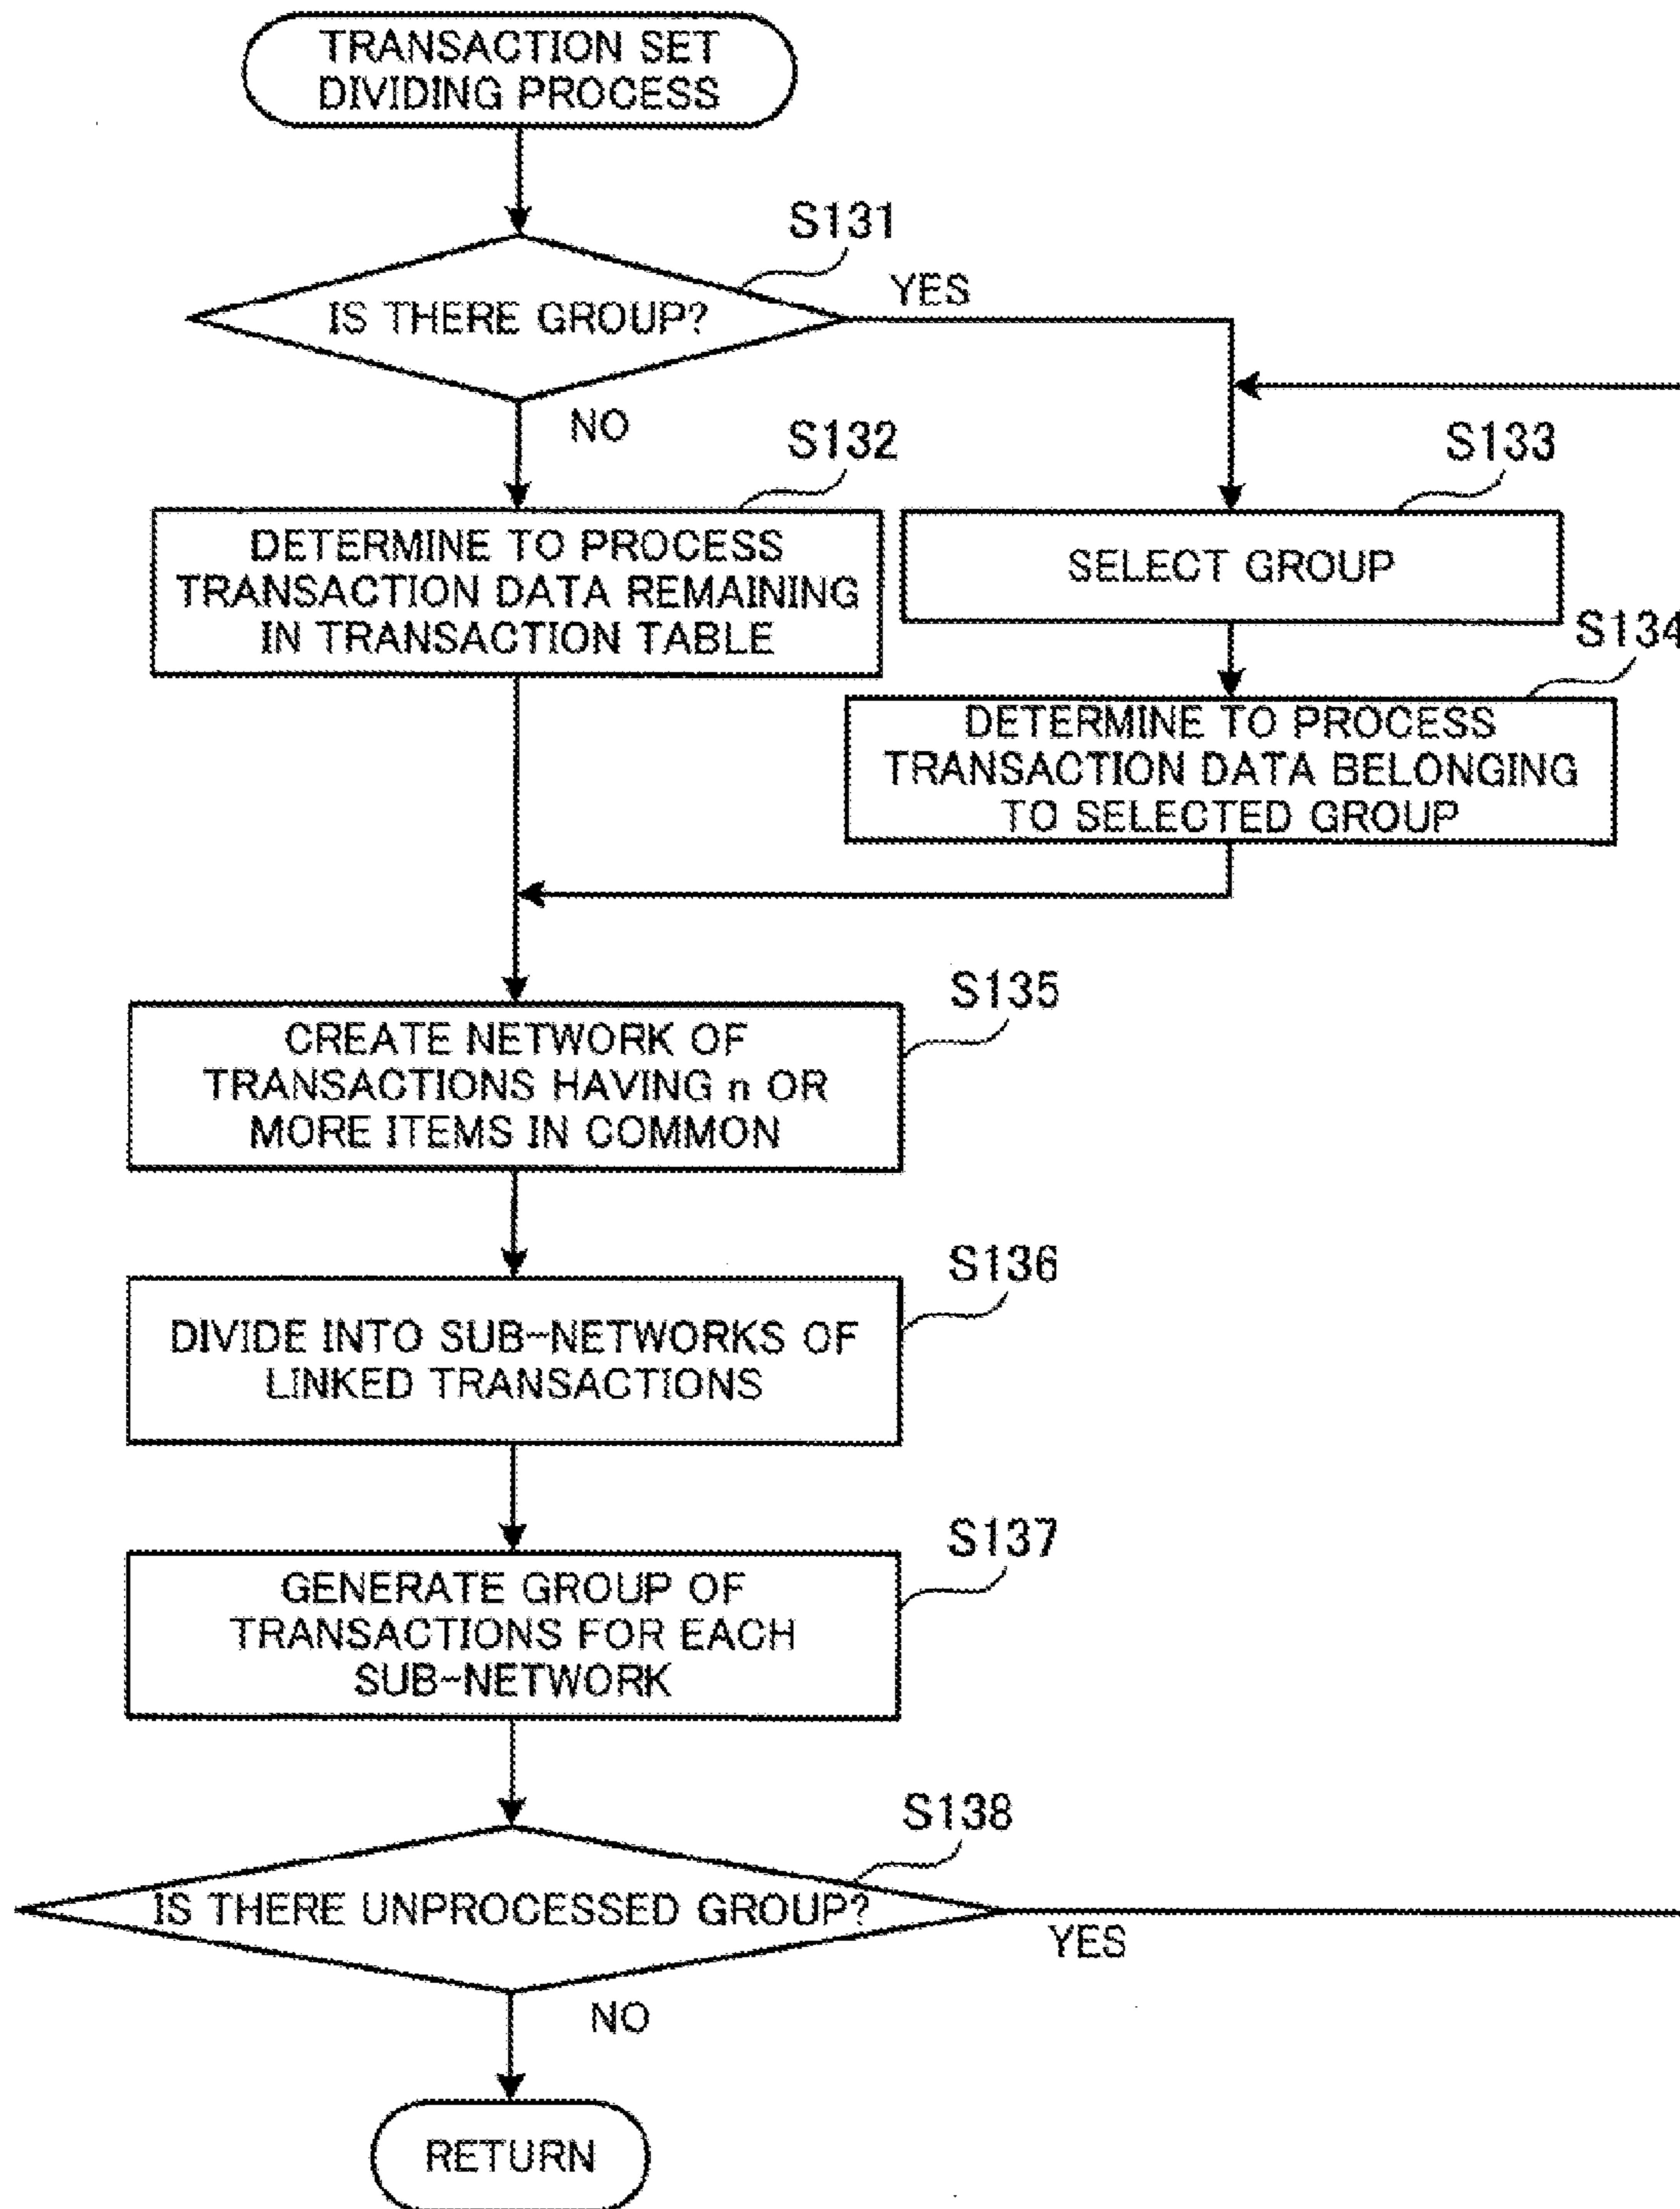 TRANSACTION SET
DIVIDING PROCESS
S131
IS THERE GROUP?
YES
NO
S132
DETERMINE TO PROCESS
TRANSACTION DATA REMAINING
IN TRANSACTION TABLE
S133
SELECT GROUP
S134
DETERMINE TO PROCESS
TRANSACTION DATA BELONGING
TO SELECTED GROUP
S135
CREATE NETWORK OF
TRANSACTIONS HAVING n OR
MORE ITEMS IN COMMON
S136
DIVIDE INTO SUB-NETWORKS OF
LINKED TRANSACTIONS
S137
GENERATE GROUP OF
TRANSACTIONS FOR EACH
SUB-NETWORK
S138
IS THERE UNPROCESSED GROUP?
YES
NO
RETURN